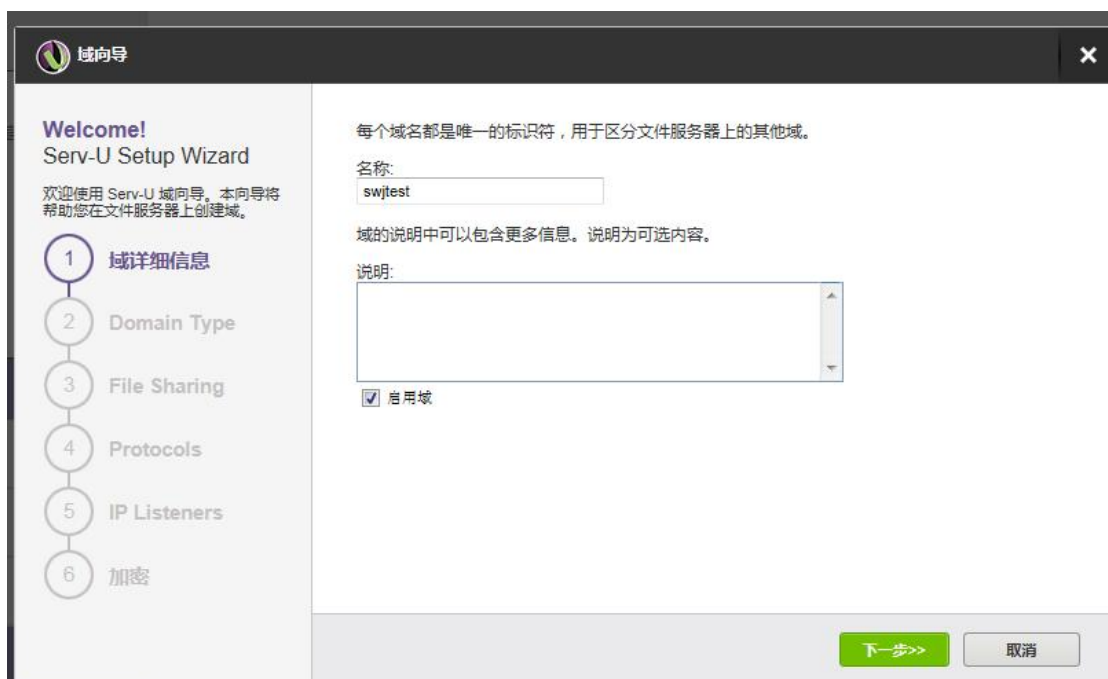 域向导
Welcome!
Serv-U Setup Wizard
欢迎使用 Serv-U 域向导。本向导将
帮助您在文件服务器上创建域。
1 域详细信息
2 Domain Type
3 File Sharing
4 Protocols
5 IP Listeners
6 加密
每个域名都是唯一的标识符，用于区分文件服务器上的其他域。
名称:
swjtest
域的说明中可以包含更多信息。说明为可选内容。
说明:
启用域
下一步>>
取消